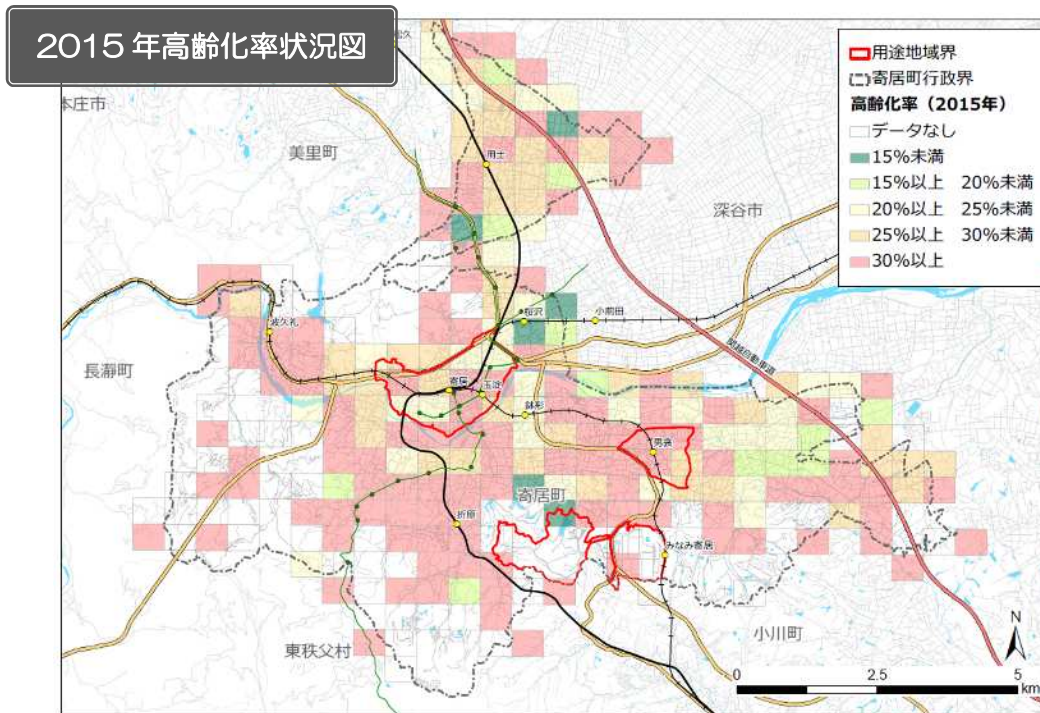 2015年高齢化率状況図
松久
本庄市
美里町
用土
深谷市
用途地域界
寄居町行政界
高齢化率（2015年）
データなし
15%未満
15%以上　20%未満
20%以上　25%未満
25%以上　30%未満
30%以上
桜沢
小前田
波久礼
関越自動車道
長瀞町
寄居
玉淀
鉢形
男衾
寄居町
折原
みなみ寄居
小川町
東秩父村
N
0
2.5
5
km